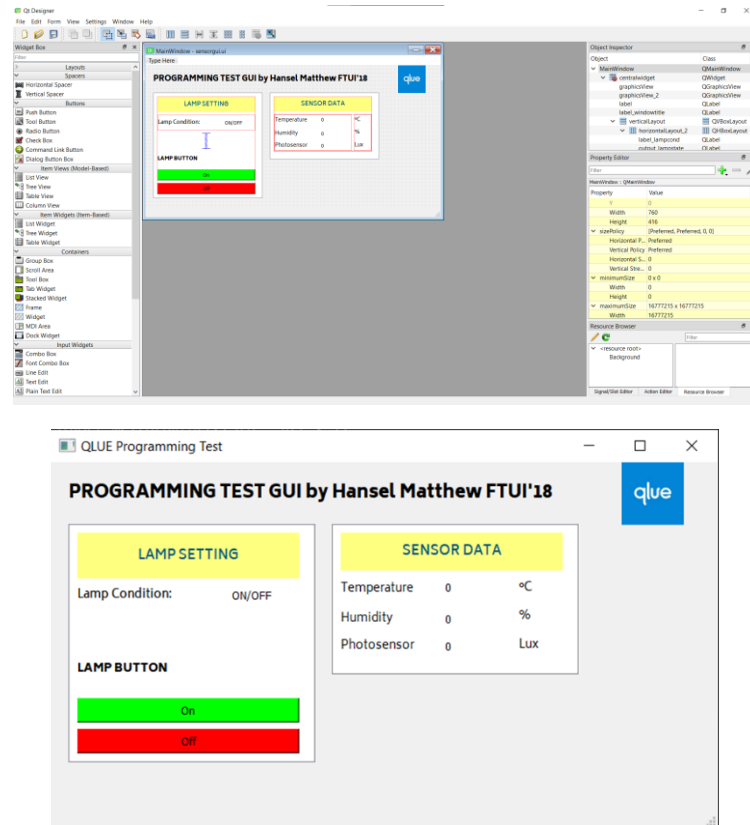 Qt Designer
File Edit Form View Settings Window Help
Widget Box
Filter
Layouts
Spacers
Horizontal Spacer
Vertical Spacer
Buttons
Push Button
Tool Button
Radio Button
Check Box
Command Link Button
Dialog Button Box
Item Views (Model-Based)
List View
Tree View
Table View
Column View
Item Widgets (Item-Based)
List Widget
Tree Widget
Table Widget
Containers
Group Box
Scroll Area
Tool Box
Tab Widget
Stacked Widget
Frame
Widget
MDI Area
Dock Widget
Input Widgets
Combo Box
Font Combo Box
Line Edit
Text Edit
Plain Text Edit
MainWindow - sensorgui.ui
Type Here
PROGRAMMING TEST GUI by Hansel Matthew FTUI'18
qlue
LAMP SETTING
Lamp Condition: ON/OFF
LAMP BUTTON
On
Off
SENSOR DATA
Temperature 0 °C
Humidity 0 %
Photosensor 0 Lux
Object Inspector
Object Class
MainWindow QMainWindow
centralwidget QWidget
graphicsView QGraphicsView
graphicsView_2 QGraphicsView
label QLabel
label_windowtitle QLabel
verticalLayout QVBoxLayout
horizontalLayout_2 QHBoxLayout
label_lampcond QLabel
output_lampstate QLabel
Property Editor
Filter
MainWindow : QMainWindow
Property Value
Y 0
Width 760
Height 416
sizePolicy [Preferred, Preferred, 0, 0]
Horizontal P... Preferred
Vertical Policy Preferred
Horizontal S... 0
Vertical Stre... 0
minimumSize 0 x 0
Width 0
Height 0
maximumSize 16777215 x 16777215
Width 16777215
Resource Browser
Filter
<resource root>
Background
Signal/Slot Editor Action Editor Resource Browser
QLUE Programming Test
PROGRAMMING TEST GUI by Hansel Matthew FTUI'18
qlue
LAMP SETTING
Lamp Condition: ON/OFF
LAMP BUTTON
On
Off
SENSOR DATA
Temperature 0 °C
Humidity 0 %
Photosensor 0 Lux